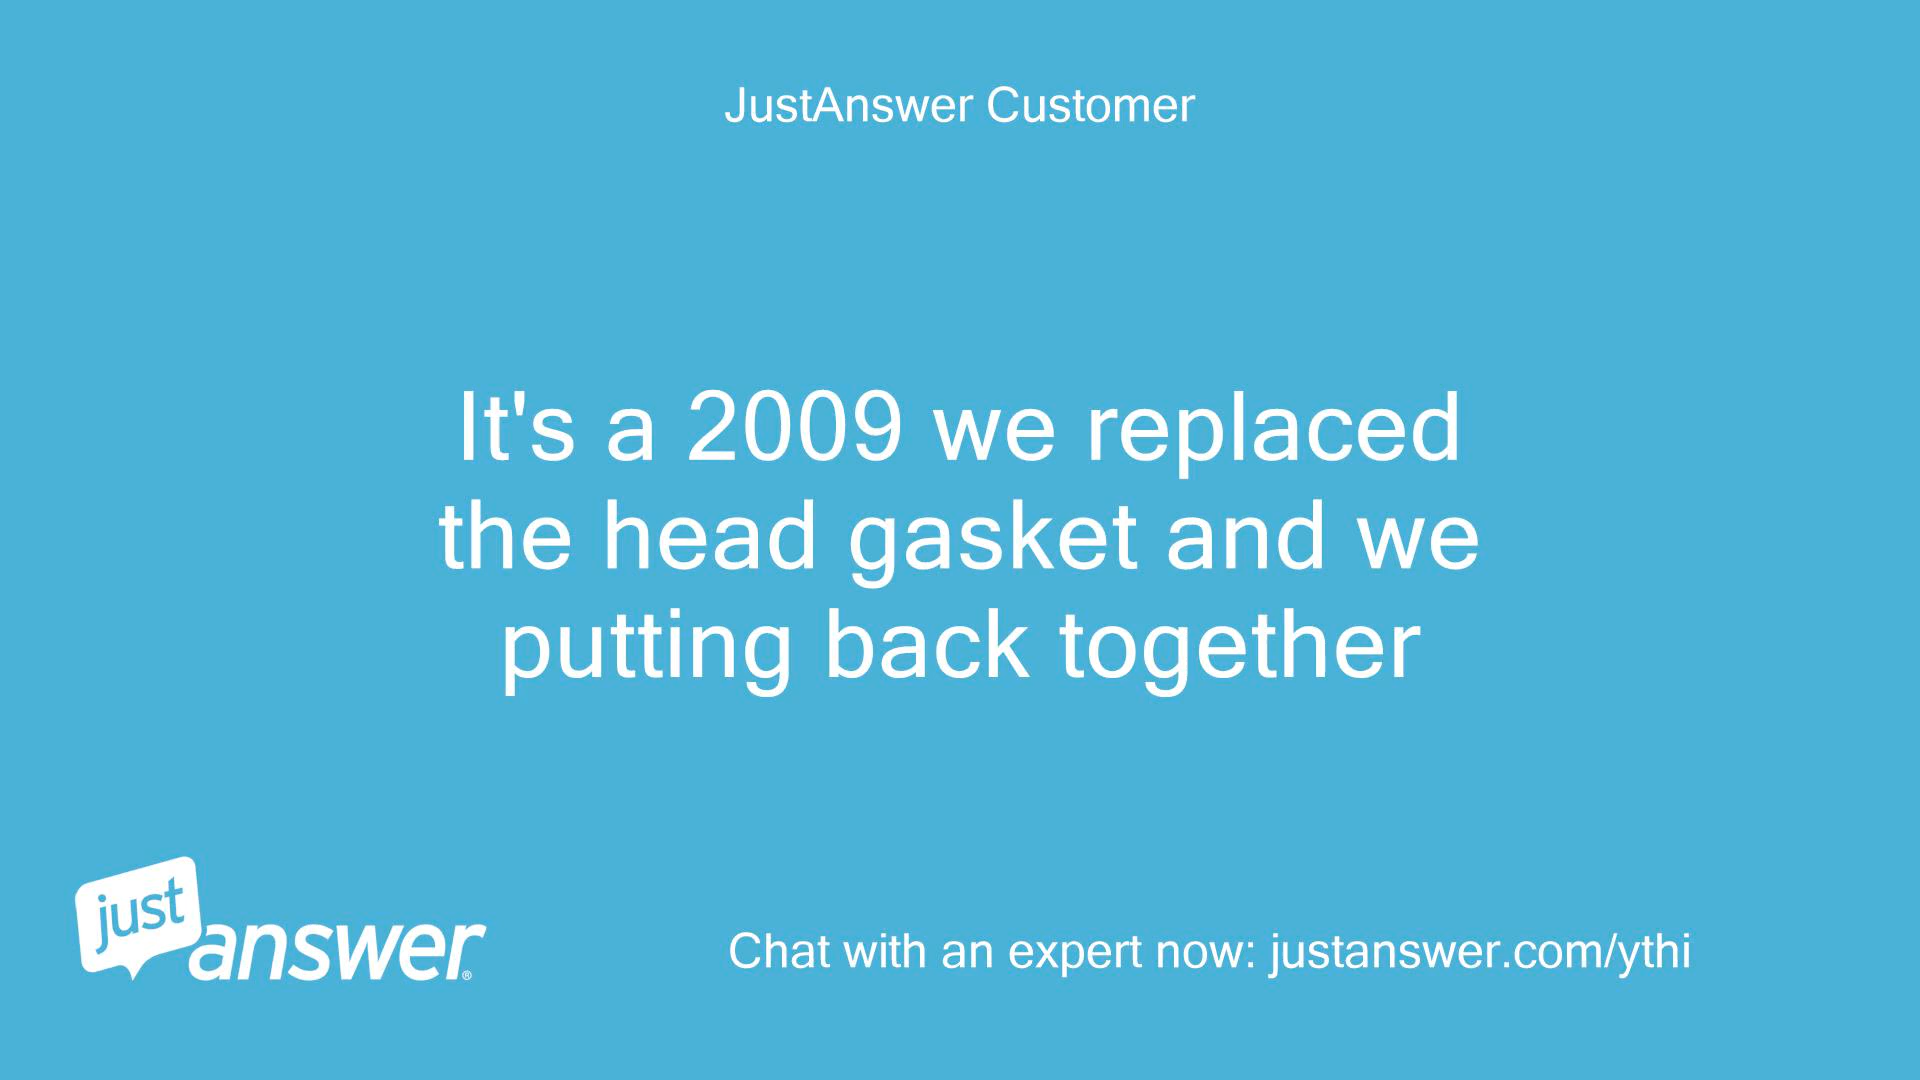 JustAnswer Customer
It's a 2009 we replaced
the head gasket and we
putting back together
just
answer®
Chat with an expert now: justanswer.com/ythi